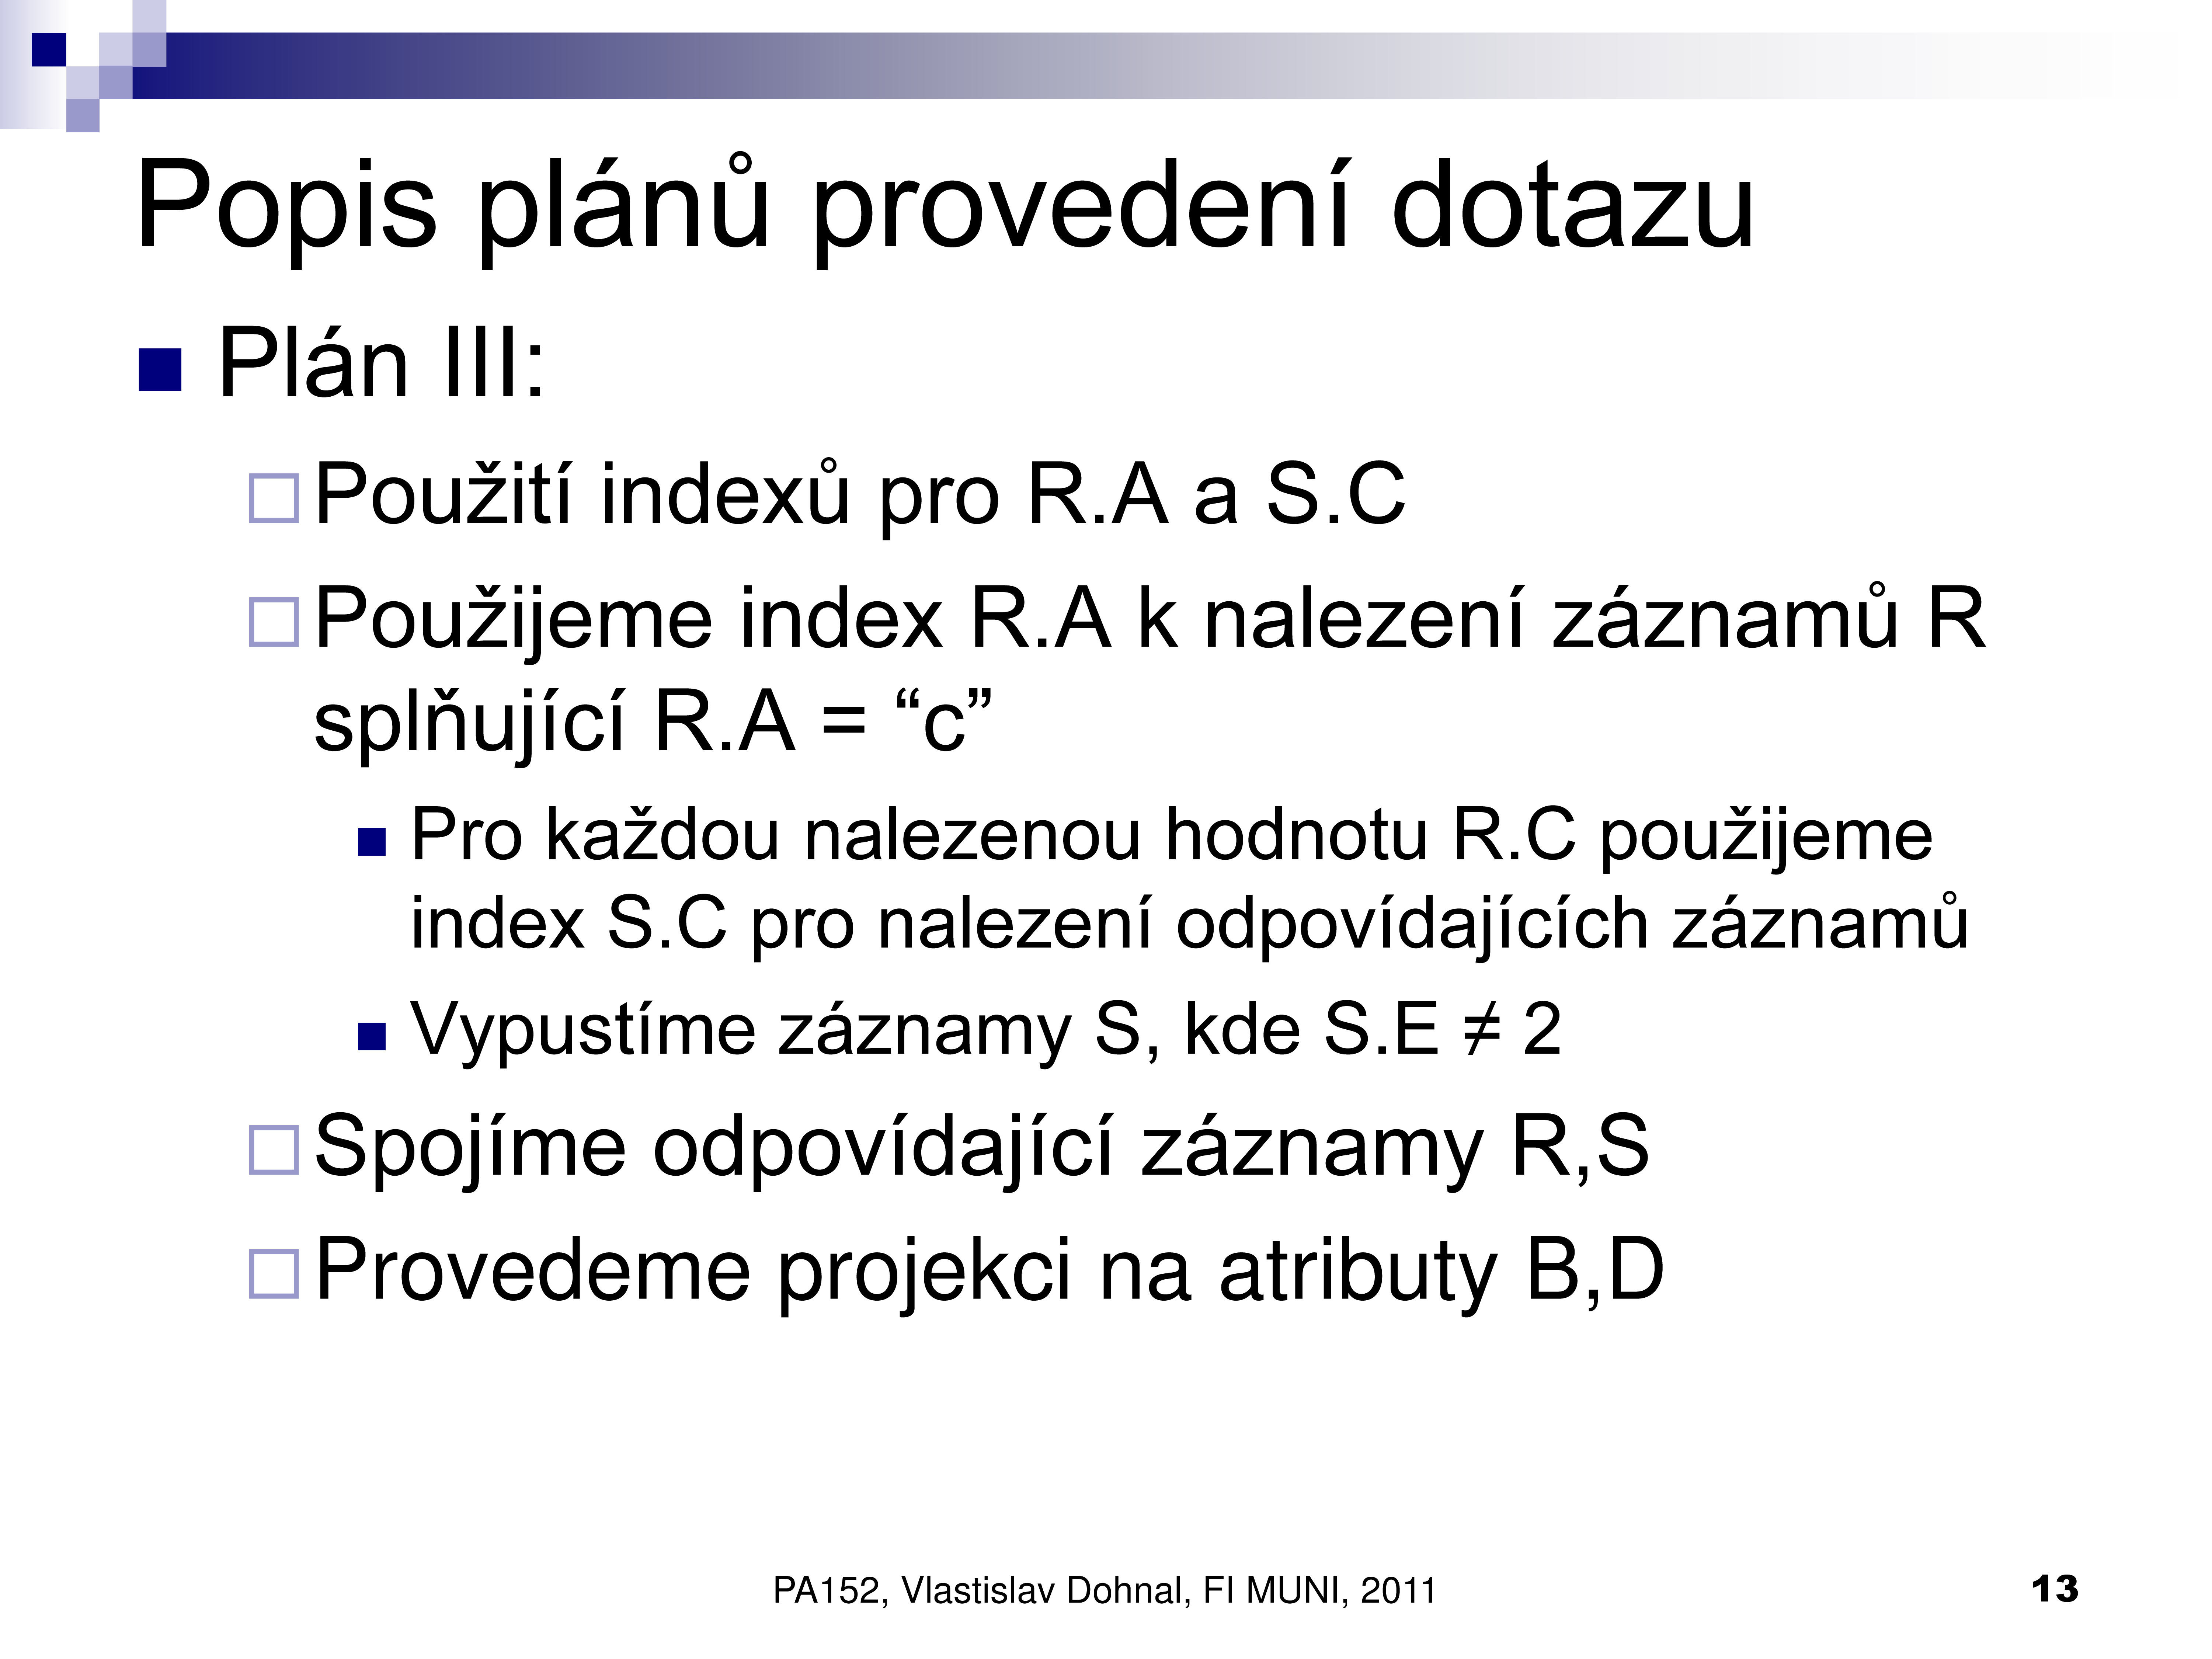 Popis plánů provedení dotazu
Plán III:
Použití indexů pro R.A a S.C
Použijeme index R.A k nalezení záznamů R
splňující R.A = “c”
Pro každou nalezenou hodnotu R.C použijeme
index S.C pro nalezení odpovídajících záznamů
Vypustíme záznamy S, kde S.E ≠ 2
Spojíme odpovídající záznamy R,S
Provedeme projekci na atributy B,D
PA152, Vlastislav Dohnal, FI MUNI, 2011
13